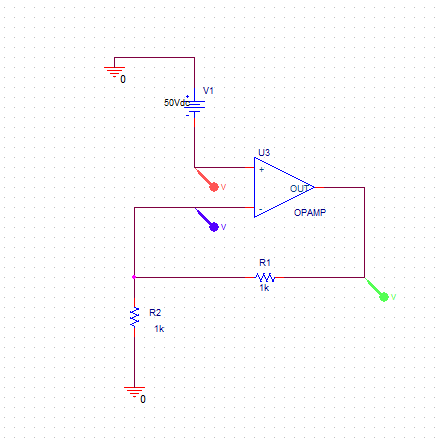 0
V1
50Vdc
+
-
U3
+
OUT
-
OPAMP
V
V
R1
1k
V
R2
1k
0